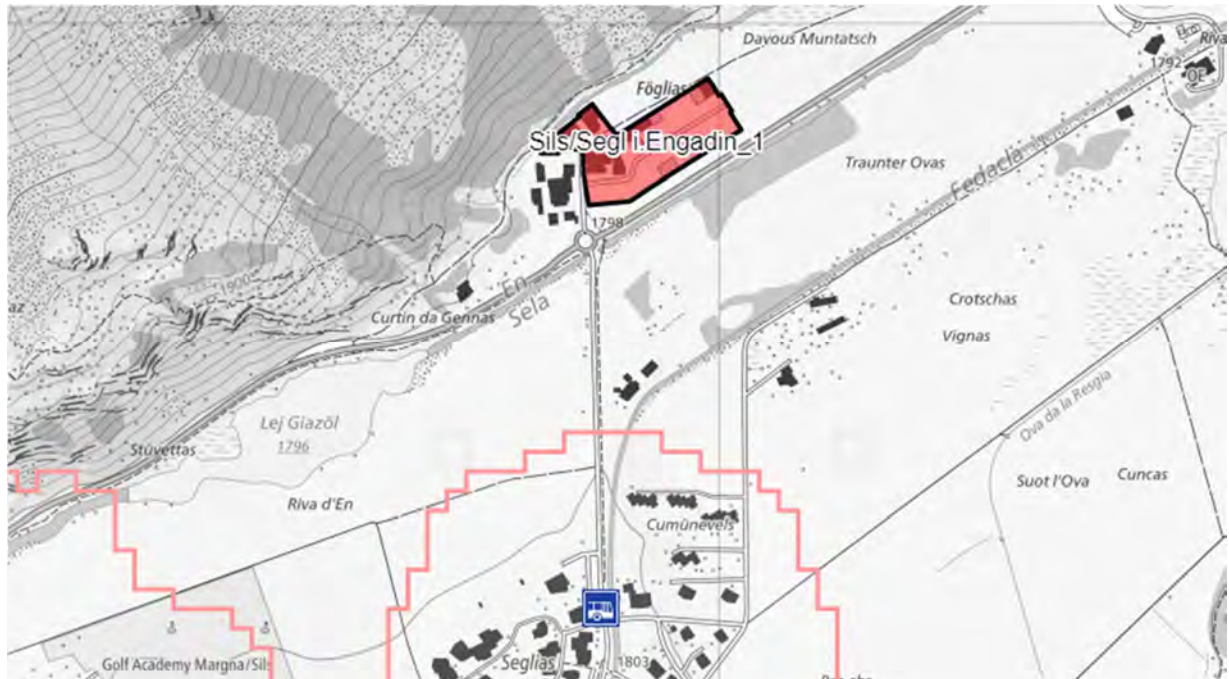 Davous Muntatsch
Riva
1792
OE
Föglias
Sils/Segl i.Engadin_1
Traunter Ovas
Fedacla
1798
1900
En
Sela
Crotschas
Curtin da Gennas
Vignas
Lej Giazöl
1796
Ova da la Resgia
Stüvettas
Suot l'Ova
Cuncas
Riva d'En
Cumünevels
Golf Academy Margna/Sils
Seglias
1803